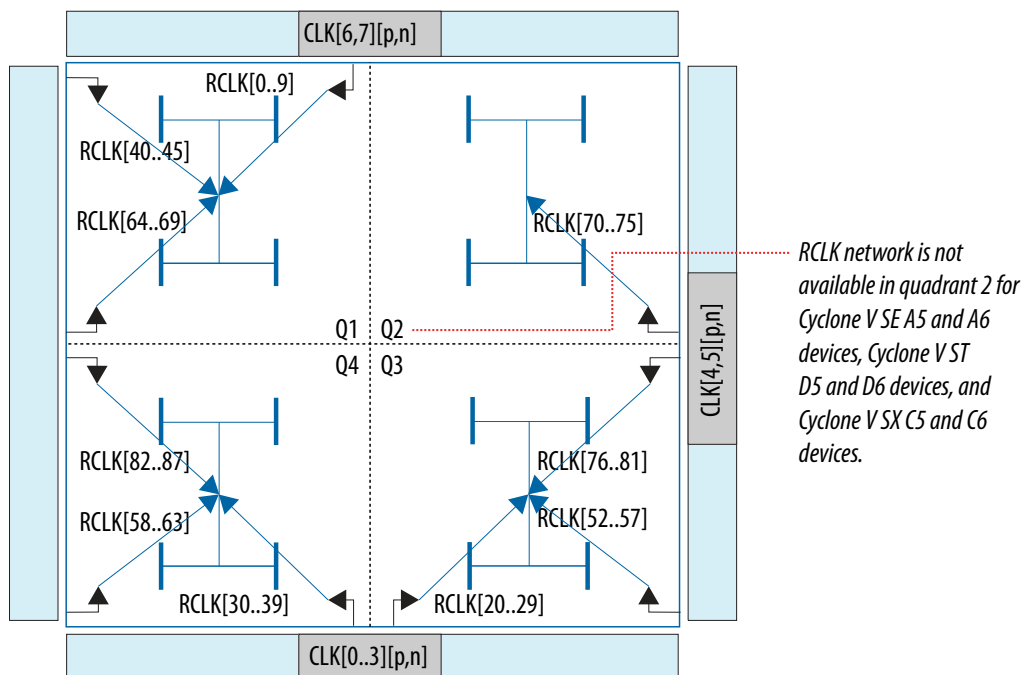 CLK[6,7][p,n]
RCLK[0..9]
RCLK[40..45]
RCLK[64..69]
RCLK[70..75]
Q1
Q2
Q4
Q3
RCLK network is not
available in quadrant 2 for
Cyclone V SE A5 and A6
devices, Cyclone V ST
D5 and D6 devices, and
Cyclone V SX C5 and C6
devices.
CLK[4,5][p,n]
RCLK[82..87]
RCLK[58..63]
RCLK[30..39]
RCLK[76..81]
RCLK[52..57]
RCLK[20..29]
CLK[0..3][p,n]